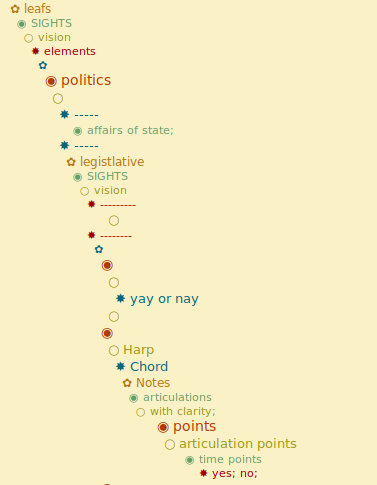 leafs
SIGHTS
vision
elements
politics
-----
affairs of state;
-----
legistlative
SIGHTS
vision
---------
--------
yay or nay
Harp
Chord
Notes
articulations
with clarity;
points
articulation points
time points
yes; no;